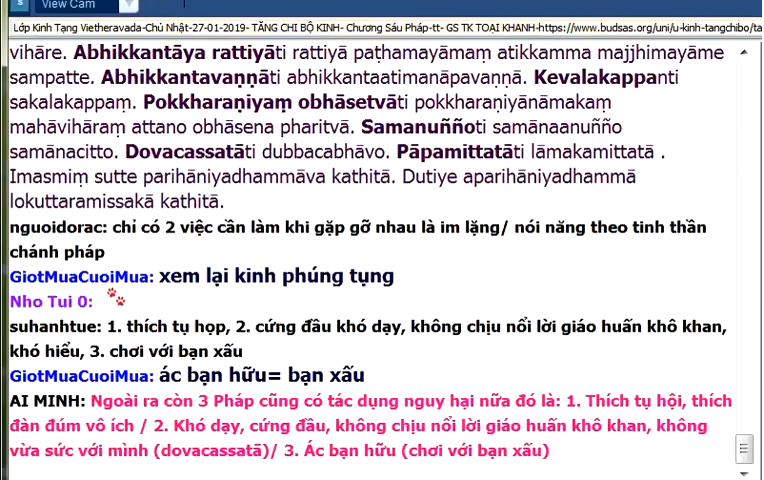 View Cam
Lớp Kinh Tạng Vietheravada-Chủ Nhật-27-01-2019- TĂNG CHI BỘ KINH- Chương Sáu Pháp-tt- GS TK TOẠI KHANH-https://www.budsas.org/uni/u-kinh-tangchibo/ta
vihāre. Abhikkantāya rattiyāti rattiyā paṭhamayāmaṃ atikkamma majjhimayāme
sampatte. Abhikkantavaṇṇāti abhikkantaatimanāpavaṇṇā. Kevalakappanti
sakalakappaṃ. Pokkharaṇiyaṃ obhāsetvāti pokkharaṇiyānāmakaṃ
mahāvihāraṃ attano obhāsena pharitvā. Samanuññoti samānaanuñño
samānacitto. Dovacassatāti dubbacabhāvo. Pāpamittatāti lāmakamittatā .
Imasmiṃ sutte parihāniyadhammāva kathitā. Dutiye aparihāniyadhammā
lokuttaramissakā kathitā.
nguoidorac: chỉ có 2 việc cần làm khi gặp gỡ nhau là im lặng/ nói năng theo tinh thần
chánh pháp
GiotMuaCuoiMua: xem lại kinh phúng tụng
Nho Tui 0:
suhanhtue: 1. thích tụ họp, 2. cứng đầu khó dạy, không chịu nổi lời giáo huấn khô khan,
khó hiểu, 3. chơi với bạn xấu
GiotMuaCuoiMua: ác bạn hữu= bạn xấu
AI MINH: Ngoài ra còn 3 Pháp cũng có tác dụng nguy hại nữa đó là: 1. Thích tụ hội, thích
đàn đúm vô ích / 2. Khó dạy, cứng đầu, không chịu nổi lời giáo huấn khô khan, không
vừa sức với mình (dovacassatā)/ 3. Ác bạn hữu (chơi với bạn xấu)